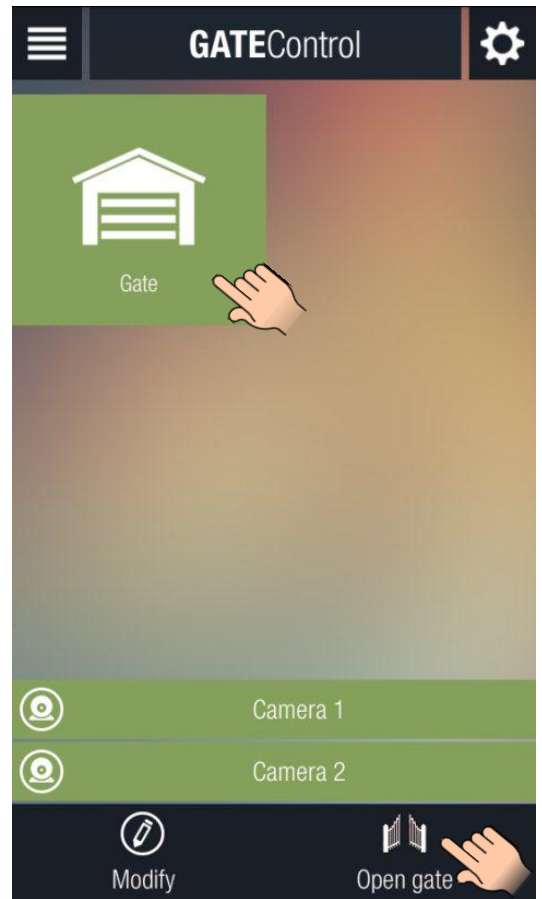 GATEControl
Gate
Camera 1
Camera 2
Modify
Open gate